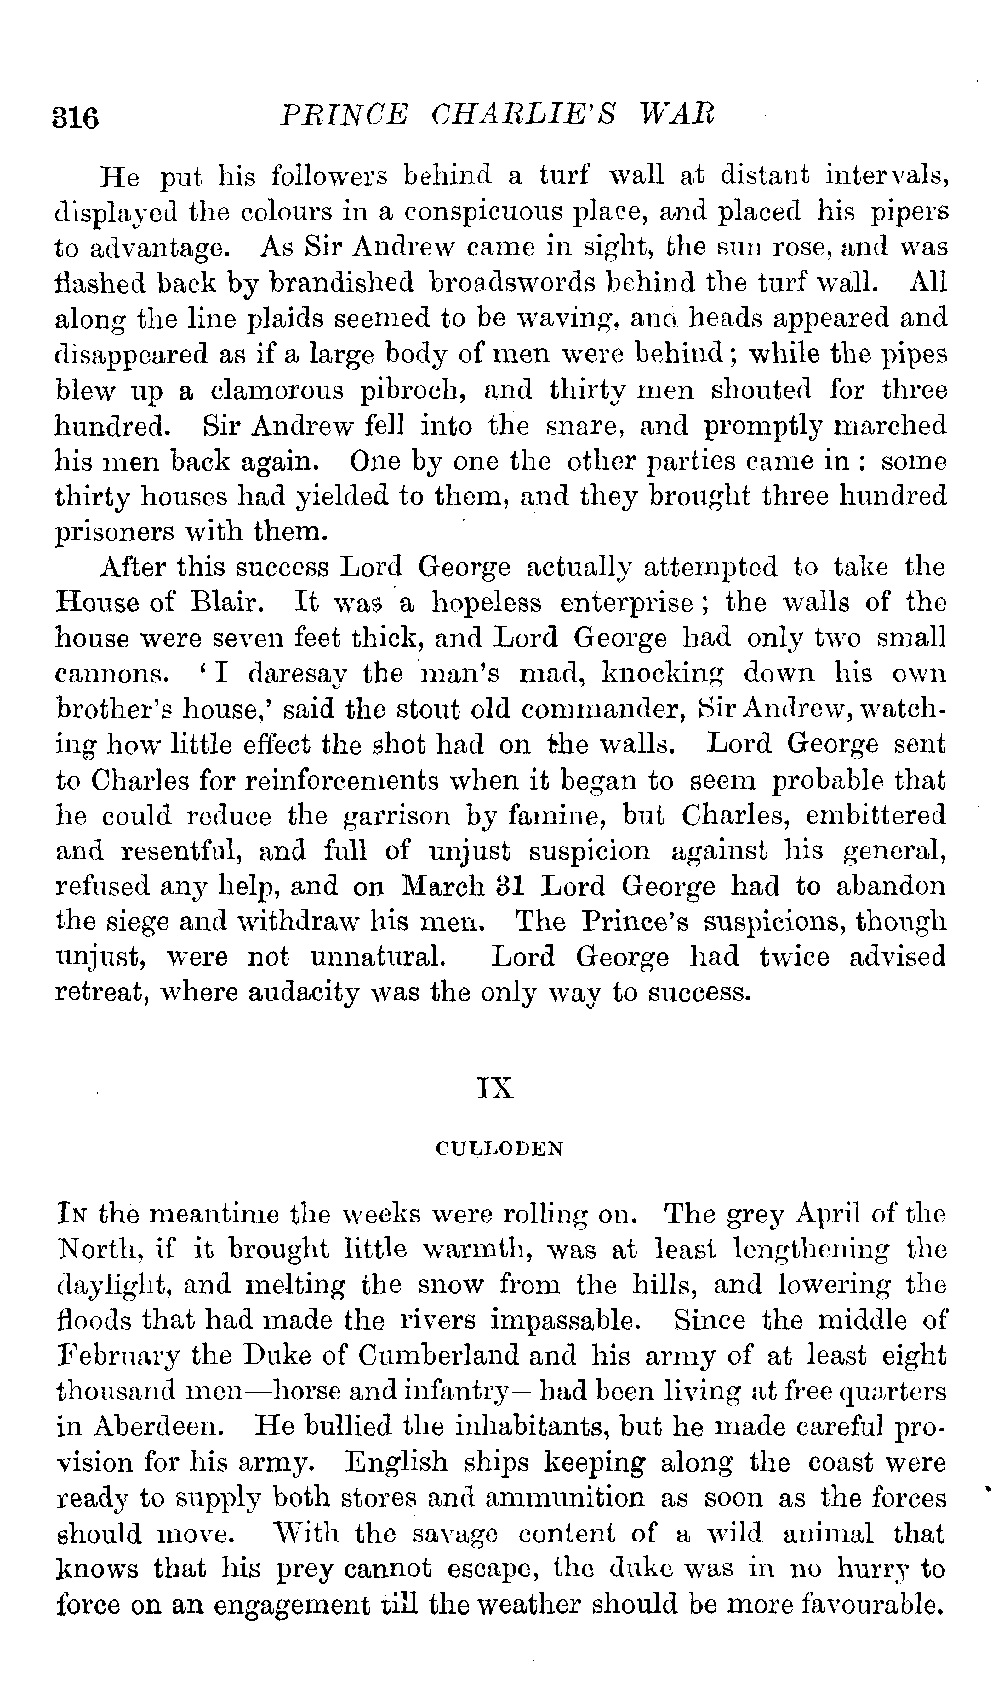 316 PRINCE CHARLIE'S WAR
He put his followers behind a turf wall at distant intervals,
displayed the colours in a conspicuous place, and placed his pipers
to advantage. As Sir Andrew came in sight, the sun rose, and was
flashed back by brandished broadswords behind the turf wall. All
along the line plaids seemed to be waving, and heads appeared and
disappeared as if a large body of men were behind; while the pipes
blew up a clamorous pibroch, and thirty men shouted for three
hundred. Sir Andrew fell into the snare, and promptly marched
his men back again. One by one the other parties came in: some
thirty houses had yielded to them, and they brought three hundred
prisoners with them.
After this success Lord George actually attempted to take the
House of Blair. It was a hopeless enterprise; the walls of the
house were seven feet thick, and Lord George had only two small
cannons. 'I daresay the man's mad, knocking down his own
brother's house,' said the stout old commander, Sir Andrew, watch-
ing how little effect the shot had on the walls. Lord George sent
to Charles for reinforcements when it began to seem probable that
he could reduce the garrison by famine, but Charles, embittered
and resentful, and full of unjust suspicion against his general,
refused any help, and on March 31 Lord George had to abandon
the siege and withdraw his men. The Prince's suspicions, though
unjust, were not unnatural. Lord George had twice advised
retreat, where audacity was the only way to success.
IX
CULLODEN
IN the meantime the weeks were rolling on. The grey April of the
North, if it brought little warmth, was at least lengthening the
daylight, and melting the snow from the hills, and lowering the
floods that had made the rivers impassable. Since the middle of
February the Duke of Cumberland and his army of at least eight
thousand men—horse and infantry—had been living at free quarters
in Aberdeen. He bullied the inhabitants, but he made careful pro-
vision for his army. English ships keeping along the coast were
ready to supply both stores and ammunition as soon as the forces
should move. With the savage content of a wild animal that
knows that his prey cannot escape, the duke was in no hurry to
force on an engagement till the weather should be more favourable.